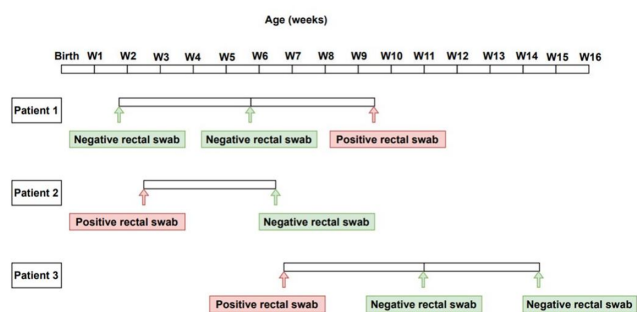 Age (weeks)
Birth W1 W2 W3 W4 W5 W6 W7 W8 W9 W10 W11 W12 W13 W14 W15 W16
Patient 1
Negative rectal swab Negative rectal swab Positive rectal swab
Patient 2
Positive rectal swab Negative rectal swab
Patient 3
Positive rectal swab Negative rectal swab Negative rectal swab